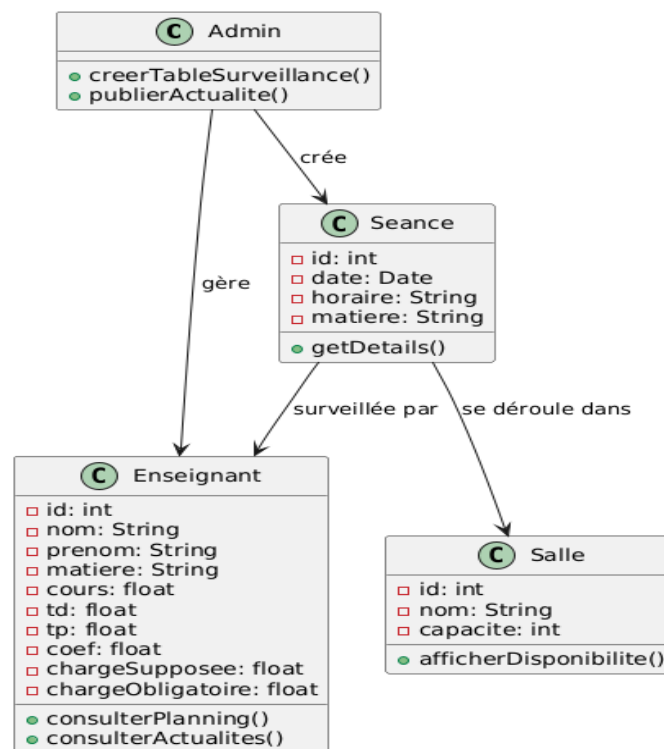 C Admin
creerTableSurveillance()
publierActualite()
crée
C Seance
id: int
date: Date
horaire: String
matiere: String
getDetails()
gère
surveillée par
se déroule dans
C Enseignant
id: int
nom: String
prenom: String
matiere: String
cours: float
td: float
tp: float
coef: float
chargeSupposee: float
chargeObligatoire: float
consulterPlanning()
consulterActualites()
C Salle
id: int
nom: String
capacite: int
afficherDisponibilite()